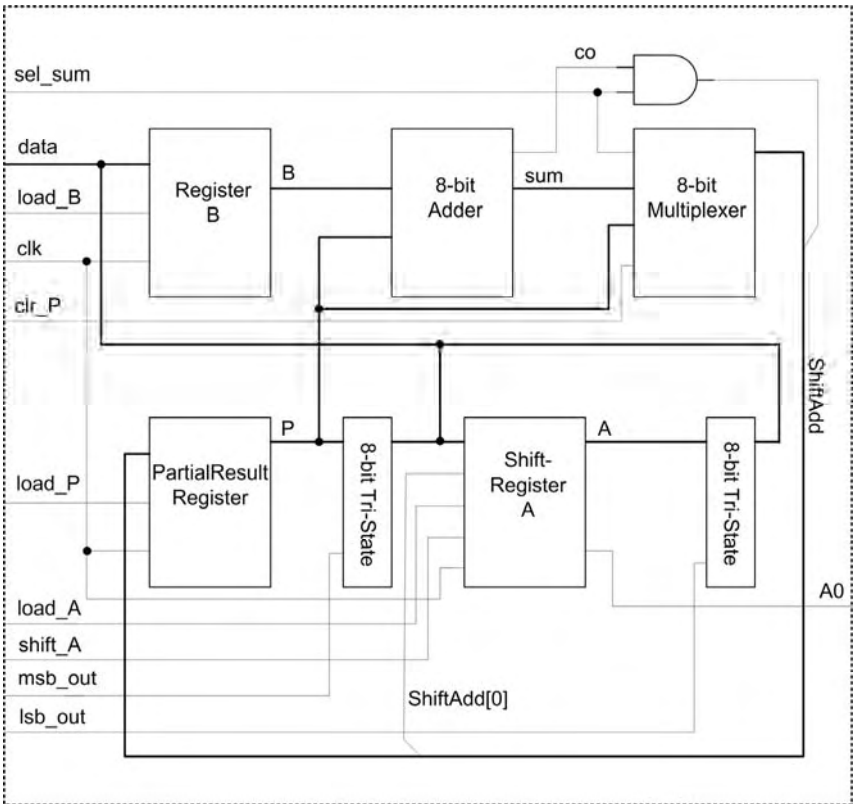 co
sel_sum
data
B
Register
B
8-bit
Adder
sum
8-bit
Multiplexer
load_B
clk
clr_P
ShiftAdd
P
A
PartialResult
Register
8-bit Tri-State
Shift-
Register
A
8-bit Tri-State
load_P
A0
load_A
shift_A
msb_out
ShiftAdd[0]
lsb_out